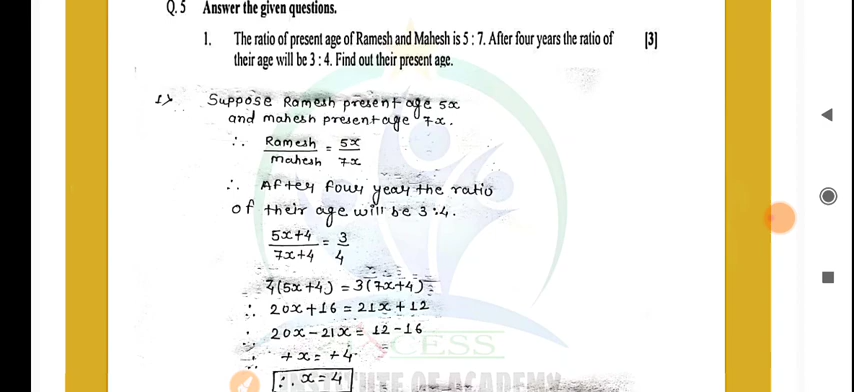 Q.5 Answer the given questions.
1. The ratio of present age of Ramesh and Mahesh is 5 : 7. After four years the ratio of [3]
their age will be 3 : 4. Find out their present age.
1> Suppose Ramesh present age 5x
and mahesh present age 7x.
∴ Ramesh/mahesh = 5x/7x
∴ After four year the ratio
of their age will be 3:4.
5x+4/7x+4 = 3/4
4(5x+4) = 3(7x+4)
∴ 20x+16 = 21x+12
∴ 20x-21x = 12-16
∴ +x = +4
∴ x = 4
CESS
INSTITUTE OF ACADEMY